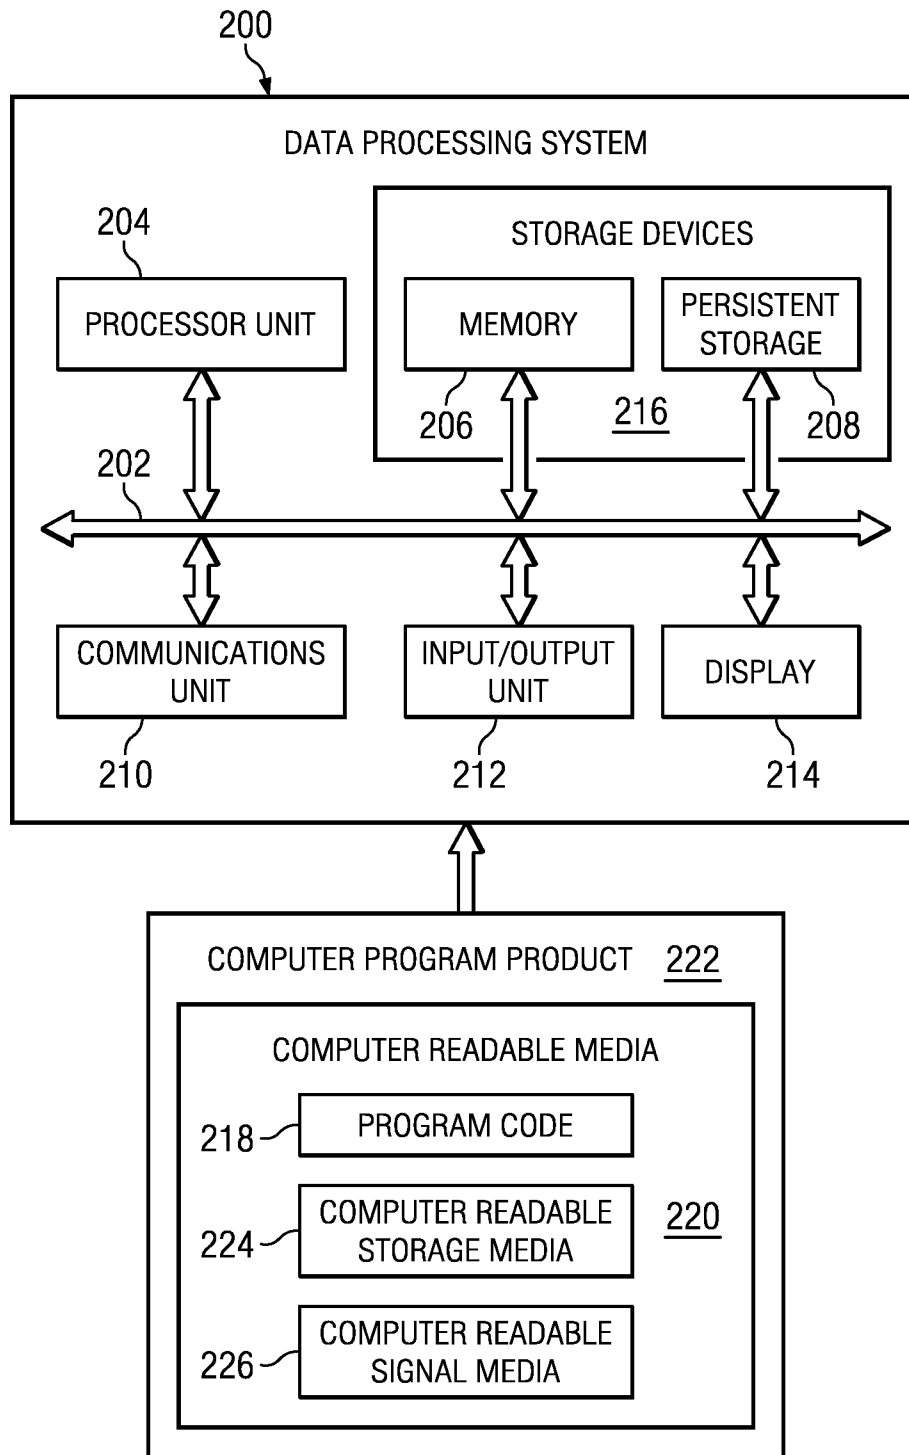 200
DATA PROCESSING SYSTEM
204
STORAGE DEVICES
PROCESSOR UNIT
MEMORY
PERSISTENT
STORAGE
206
216
208
202
COMMUNICATIONS
UNIT
INPUT/OUTPUT
UNIT
DISPLAY
210
212
214
COMPUTER PROGRAM PRODUCT 222
COMPUTER READABLE MEDIA
218
PROGRAM CODE
224
COMPUTER READABLE
STORAGE MEDIA
220
226
COMPUTER READABLE
SIGNAL MEDIA